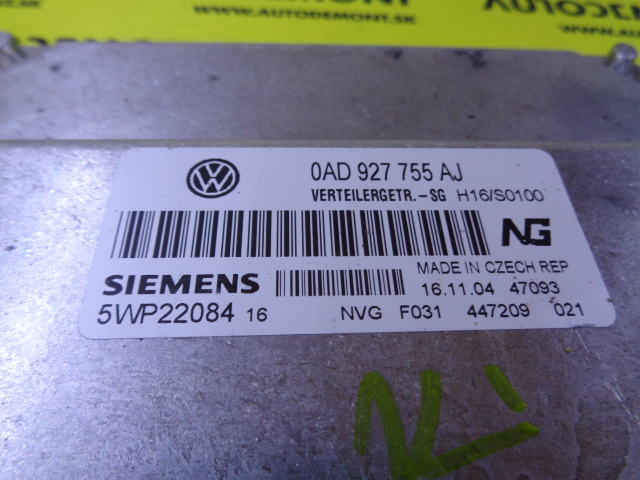 WWW.AUTODEMONT.SK
0AD 927 755 AJ
VERTEILERGETR.-SG H16/S0100
NG
SIEMENS
MADE IN CZECH REP
16.11.04 47093
5WP22084 16
NVG F031 447209 021